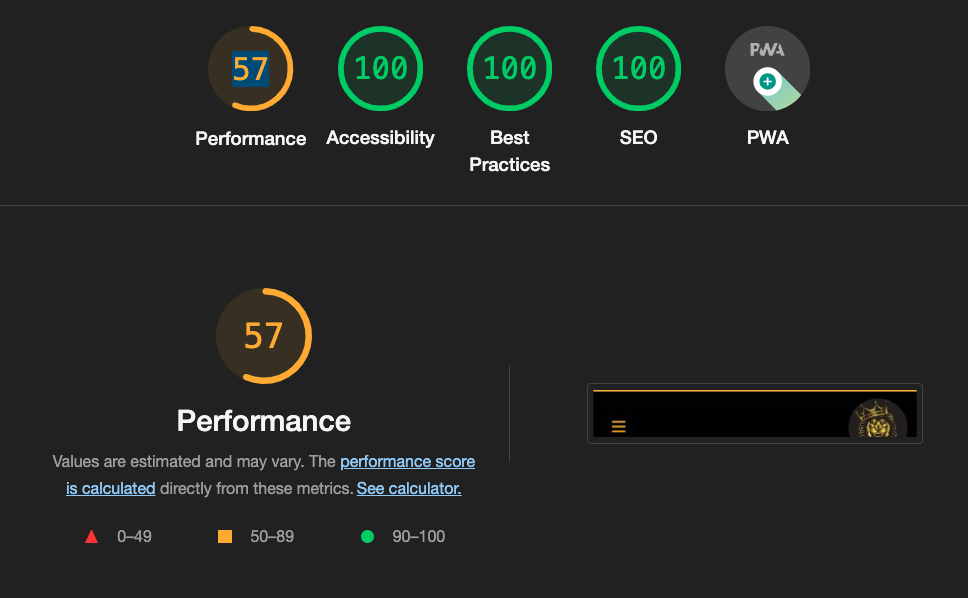 57
100
100
100
PWA
Performance
Accessibility
Best
Practices
SEO
PWA
57
Performance
Values are estimated and may vary. The performance score
is calculated directly from these metrics. See calculator.
0–49
50–89
90–100